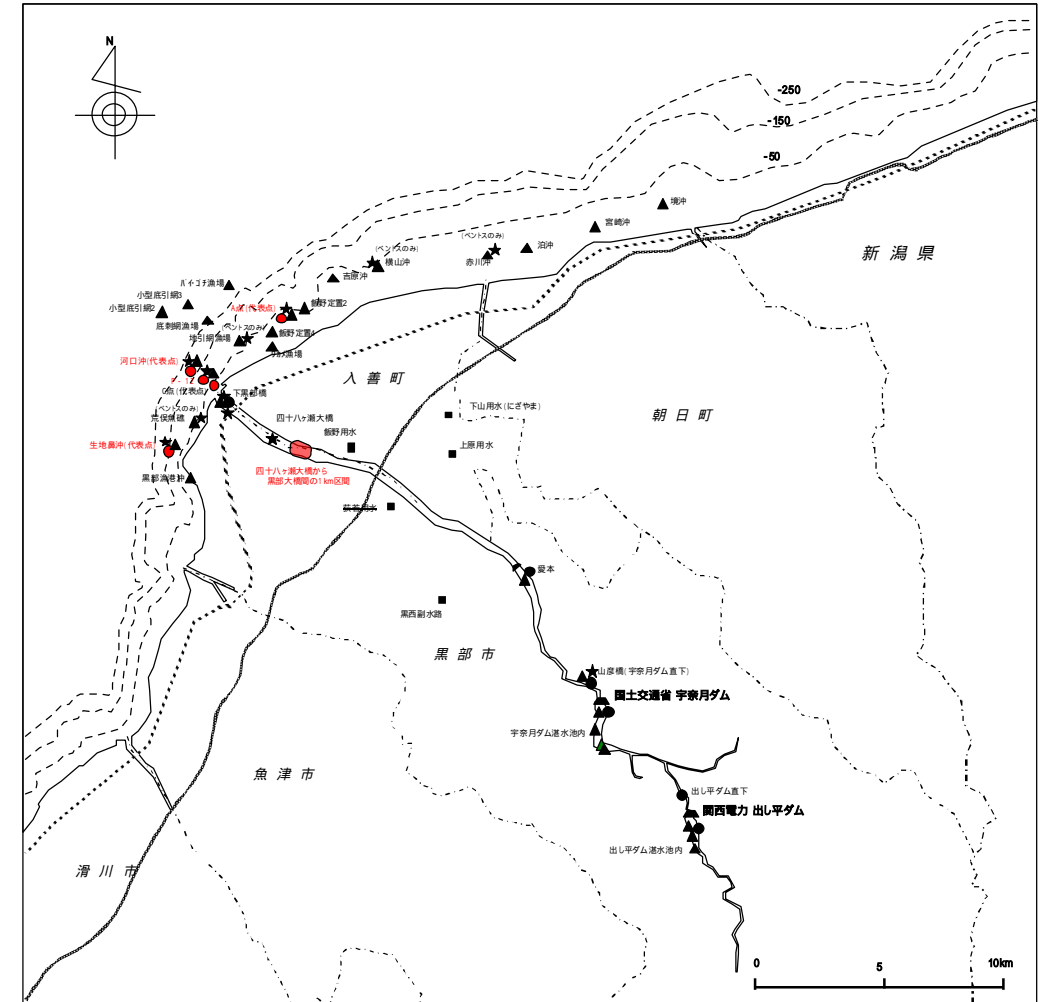 N
-250
-150
-50
境沖
宮崎沖
新潟県
(ベントスのみ)
泊沖
赤川沖
(ベントスのみ)
横山沖
吉原沖
バイ・ゴチ漁場
小型底引網3
小型底引網2
A点(代表点)
飯野定置2
底刺網漁場
(ベントスのみ)
地引網漁場
飯野定置4
河口沖(代表点)
入善町
C点(代表点)
下黒部橋
下山用水(にざやま)
朝日町
(ベントスのみ)
荒俣魚礁
四十八ヶ瀬大橋
飯野用水
生地鼻沖(代表点)
上原用水
四十八ヶ瀬大橋から
黒部大橋間の1km区間
黒部漁港沖
荻若用水
愛本
黒西副水路
黒部市
山彦橋(宇奈月ダム直下)
国土交通省 宇奈月ダム
宇奈月ダム湛水池内
魚津市
出し平ダム直下
関西電力 出し平ダム
出し平ダム湛水池内
滑川市
0
5
10km